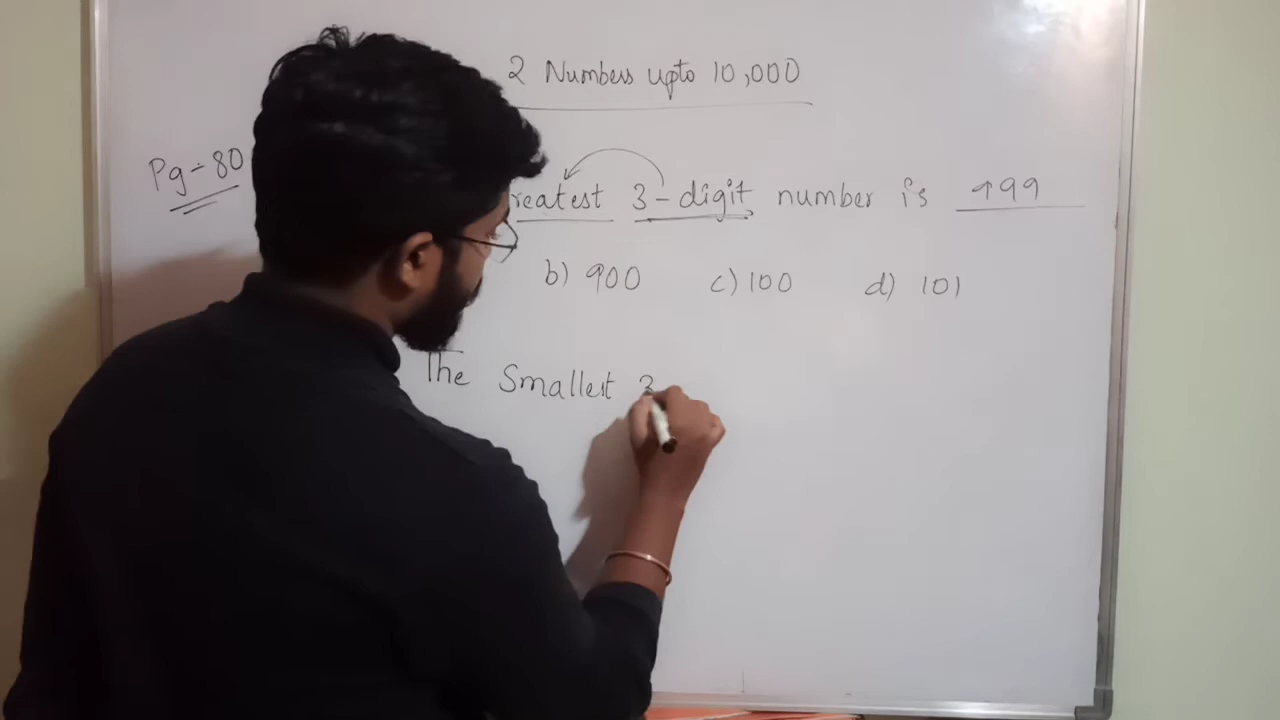 2 Numbers upto 10,000
Pg-80
reatest 3-digit number is 999
b) 900 c) 100 d) 101
The Smallest 3